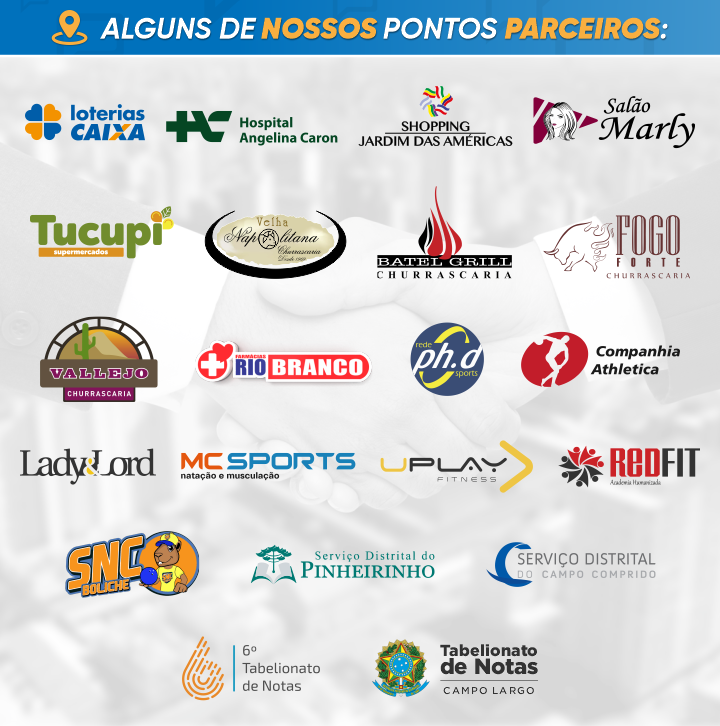 ALGUNS DE NOSSOS PONTOS PARCEIROS:
loterias
CAIXA
HAC
Hospital
Angelina Caron
SHOPPING
JARDIM DAS AMÉRICAS
Salão
Marly
Tucupi
supermercados
Velha
Napolitana
Churrascaria
BATEL GRILL
CHURRASCARIA
FOGO
FORTE
CHURRASCARIA
VALLEJO
CHURRASCARIA
FARMÁCIAS
RIO BRANCO
rede
ph.d
sports
Companhia
Athletica
Lady&Lord
MC SPORTS
natação e musculação
UPLAY
FITNESS
REDFIT
Academia Humanizada
SNC
BOLICHE
Serviço Distrital do
PINHEIRINHO
SERVIÇO DISTRITAL
DO CAMPO COMPRIDO
6º
Tabelionato
de Notas
Tabelionato
de Notas
CAMPO LARGO